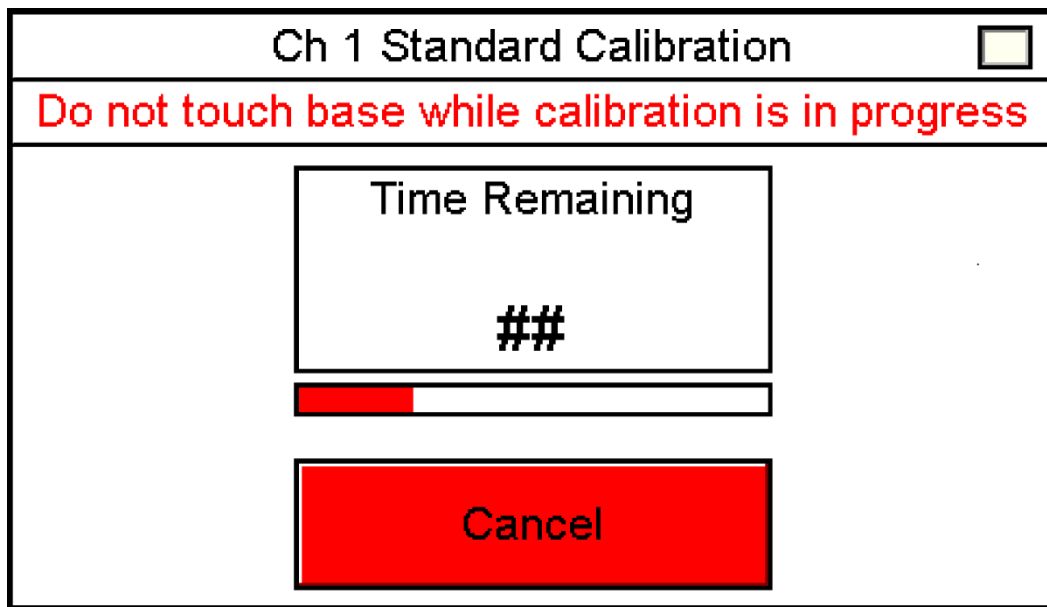 Ch 1 Standard Calibration
Do not touch base while calibration is in progress
Time Remaining
##
Cancel